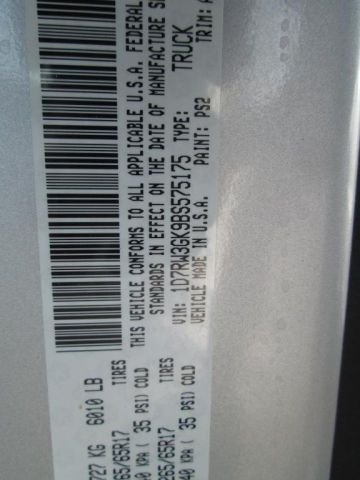 727 KG 6010 LB
65/65R17 TIRES
40 KPA ( 35 PSI) COLD
265/65R17 TIRES
40 KPA ( 35 PSI) COLD
THIS VEHICLE CONFORMS TO ALL APPLICABLE U.S.A. FEDERAL
STANDARDS IN EFFECT ON THE DATE OF MANUFACTURE S
VIN: 1D7RW3GK9BS575175 TYPE: TRUCK
VEHICLE MADE IN U.S.A. PAINT: PS2 TRIM: A